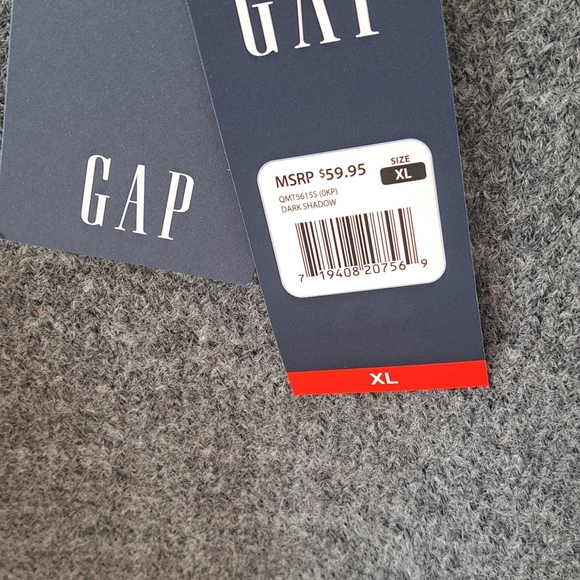 GAP
GAP
MSRP $59.95
SIZE
XL
QMT56155 (0KP)
DARK SHADOW
7 19408 20756 9
XL